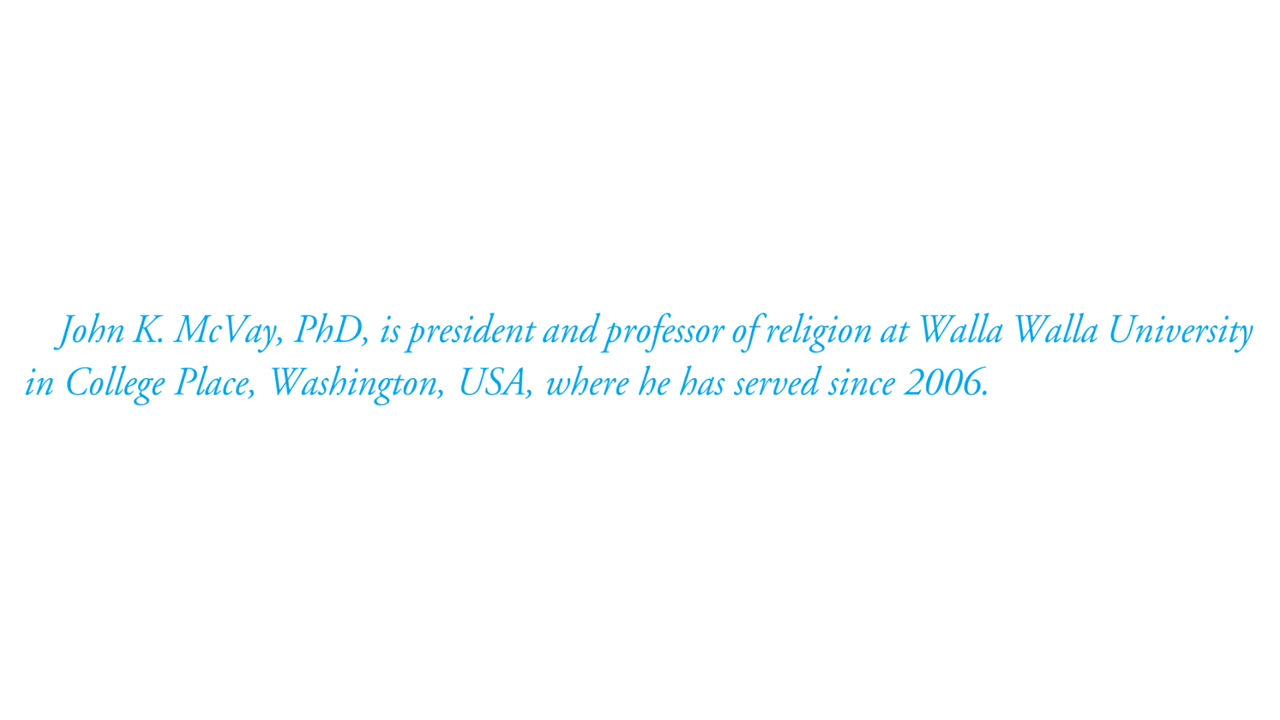 John K. McVay, PhD, is president and professor of religion at Walla Walla University
in College Place, Washington, USA, where he has served since 2006.